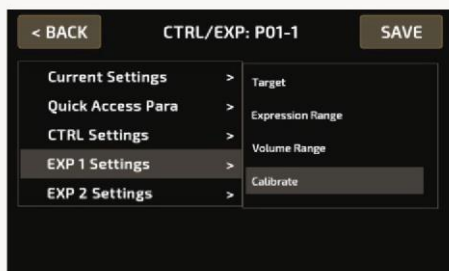 < BACK CTRL/EXP: P01-1 SAVE
Current Settings >
Quick Access Para >
CTRL Settings >
EXP 1 Settings >
EXP 2 Settings >
Target
Expression Range
Volume Range
Calibrate